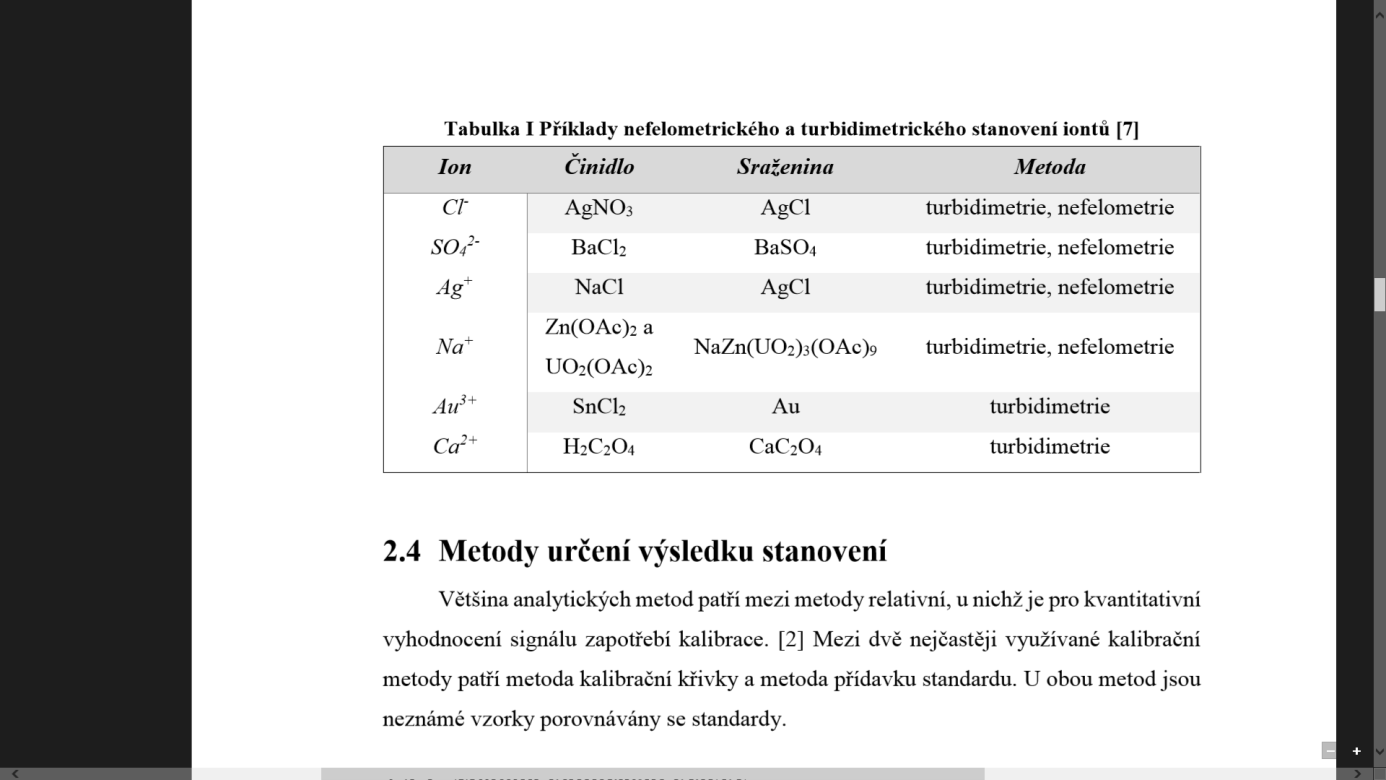 Tabulka I Příklady nefelometrického a turbidimetrického stanovení iontů [7]
Ion Činidlo Sraženina Metoda
Cl⁻ AgNO₃ AgCl turbidimetrie, nefelometrie
SO₄²⁻ BaCl₂ BaSO₄ turbidimetrie, nefelometrie
Ag⁺ NaCl AgCl turbidimetrie, nefelometrie
Na⁺ Zn(OAc)₂ a UO₂(OAc)₂ NaZn(UO₂)₃(OAc)₉ turbidimetrie, nefelometrie
Au³⁺ SnCl₂ Au turbidimetrie
Ca²⁺ H₂C₂O₄ CaC₂O₄ turbidimetrie
2.4 Metody určení výsledku stanovení
Většina analytických metod patří mezi metody relativní, u nichž je pro kvantitativní
vyhodnocení signálu zapotřebí kalibrace. [2] Mezi dvě nejčastěji využívané kalibrační
metody patří metoda kalibrační křivky a metoda přídavku standardu. U obou metod jsou
neznámé vzorky porovnávány se standardy.